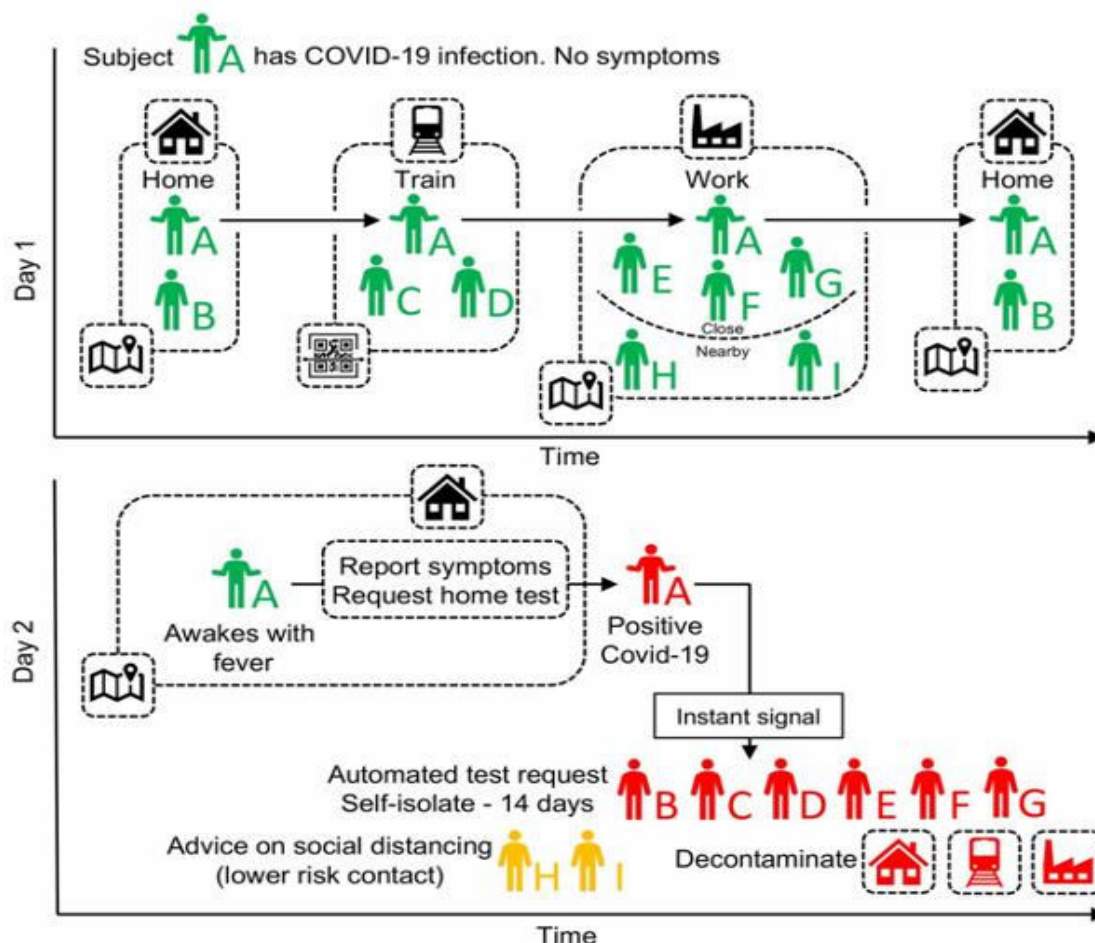 Subject A has COVID-19 infection. No symptoms
Home
Train
Work
Home
A
A
A
A
B
C
D
E
F
G
B
Close
Nearby
H
I
Day 1
Time
Report symptoms
Request home test
A
A
Awakes with
fever
Positive
Covid-19
Instant signal
Automated test request
Self-isolate - 14 days
B
C
D
E
F
G
Advice on social distancing
(lower risk contact)
H
I
Decontaminate
Day 2
Time